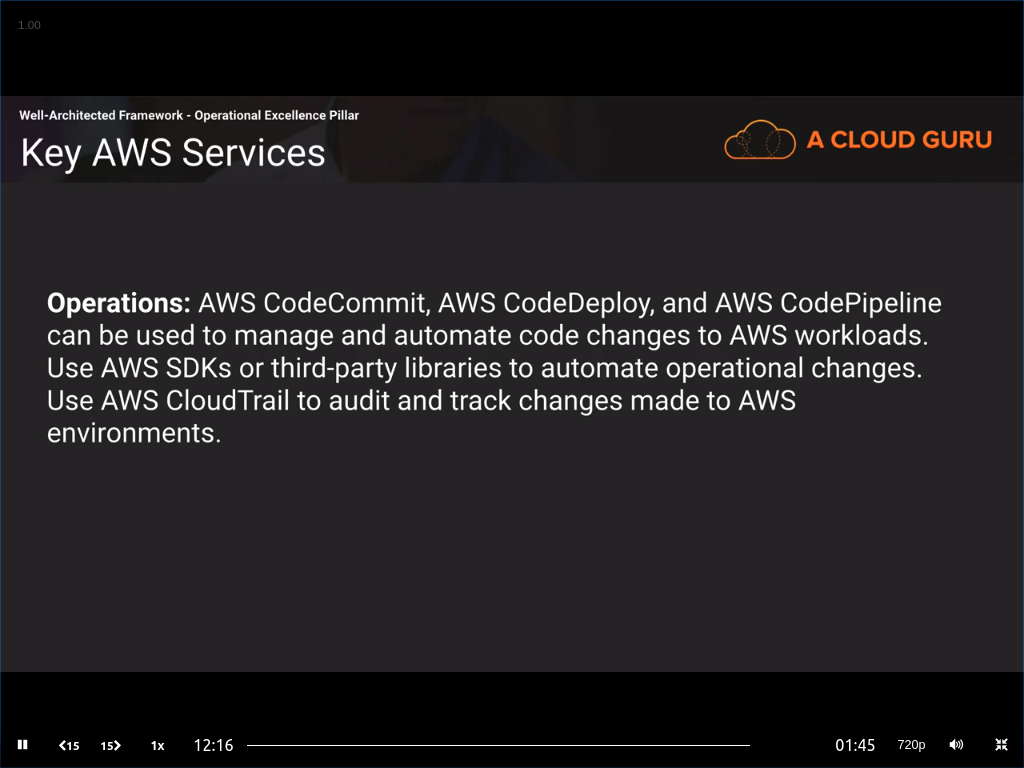 1.00
Well-Architected Framework - Operational Excellence Pillar
Key AWS Services
A CLOUD GURU
Operations: AWS CodeCommit, AWS CodeDeploy, and AWS CodePipeline
can be used to manage and automate code changes to AWS workloads.
Use AWS SDKs or third-party libraries to automate operational changes.
Use AWS CloudTrail to audit and track changes made to AWS
environments.
15 15 1x 12:16 01:45 720p